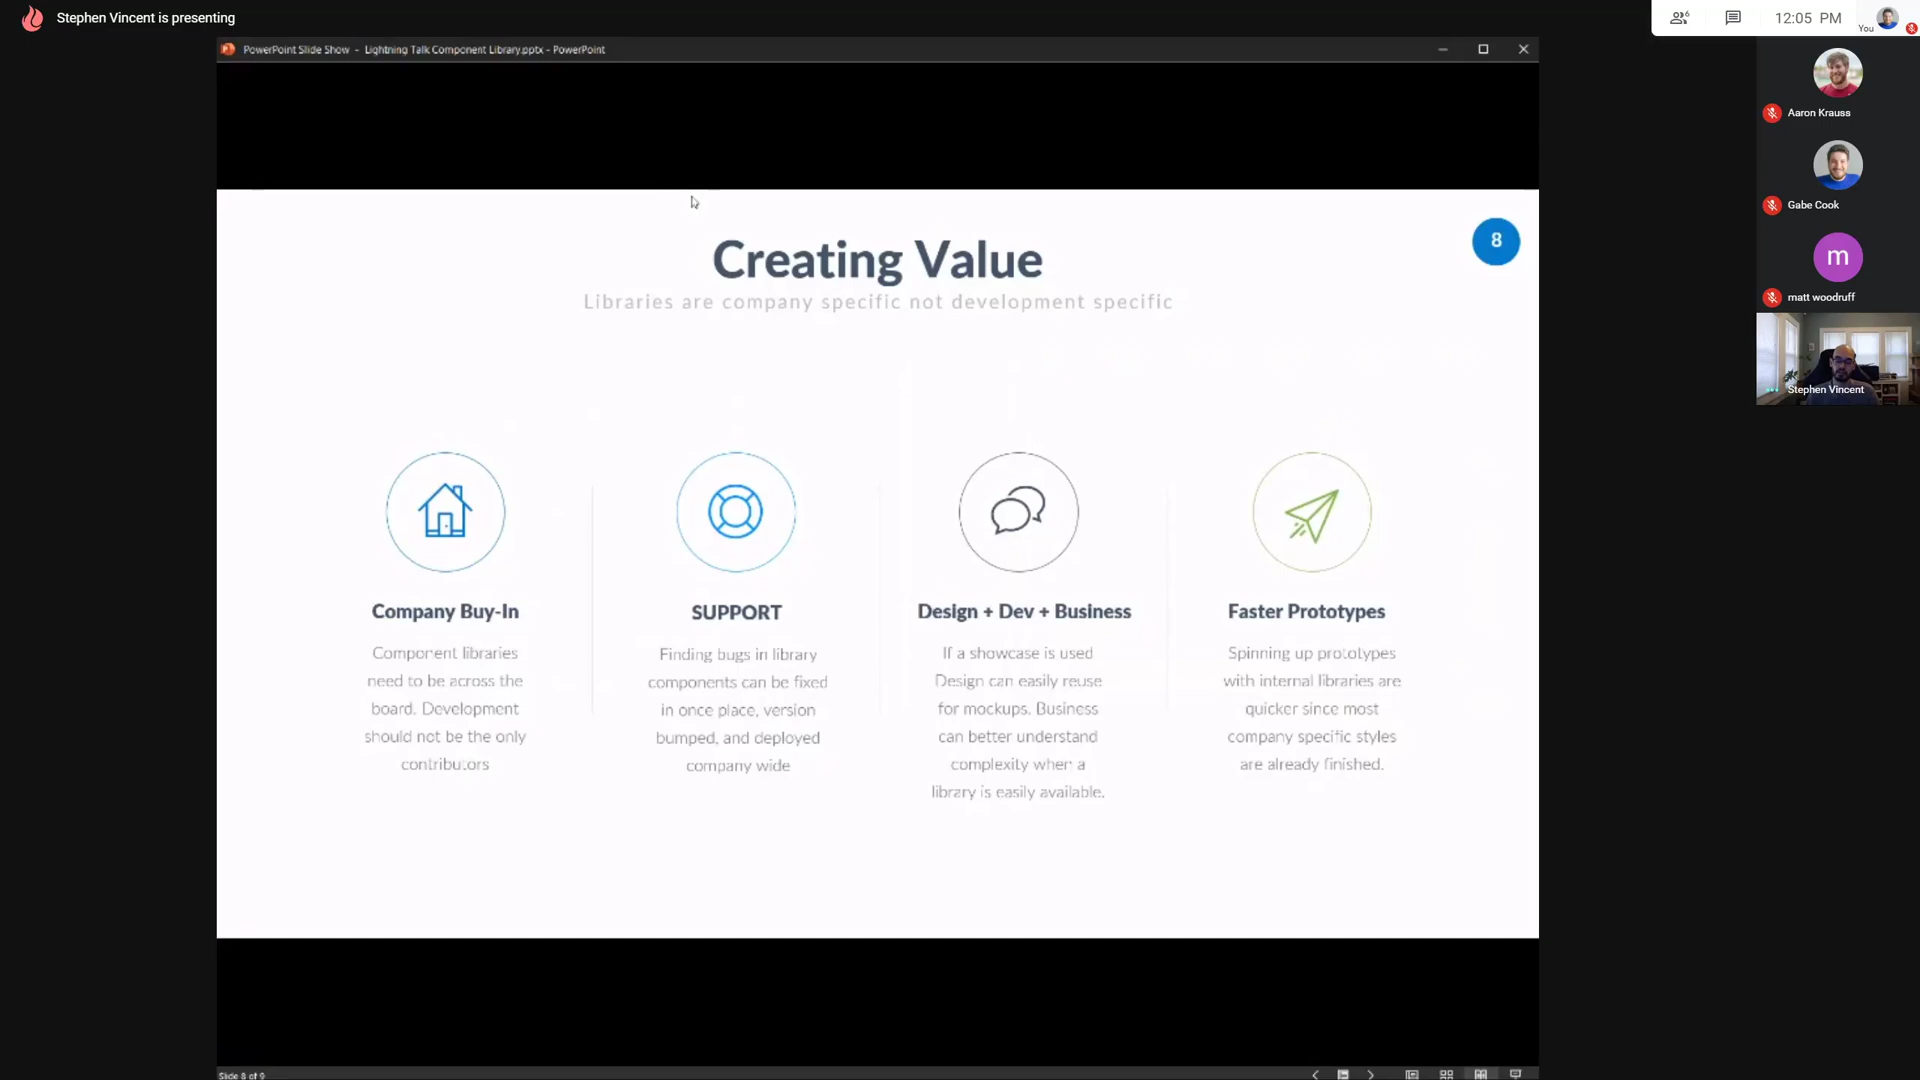 Stephen Vincent is presenting
6
12:05 PM
You
PowerPoint Slide Show - Lightning Talk Component Library.pptx - PowerPoint
Aaron Krauss
Gabe Cook
m
matt woodruff
Stephen Vincent
8
Creating Value
Libraries are company specific not development specific
Company Buy-In
Component libraries
need to be across the
board. Development
should not be the only
contributors
SUPPORT
Finding bugs in library
components can be fixed
in once place, version
bumped, and deployed
company wide
Design + Dev + Business
If a showcase is used
Design can easily reuse
for mockups. Business
can better understand
complexity when a
library is easily available.
Faster Prototypes
Spinning up prototypes
with internal libraries are
quicker since most
company specific styles
are already finished.
Slide 8 of 9